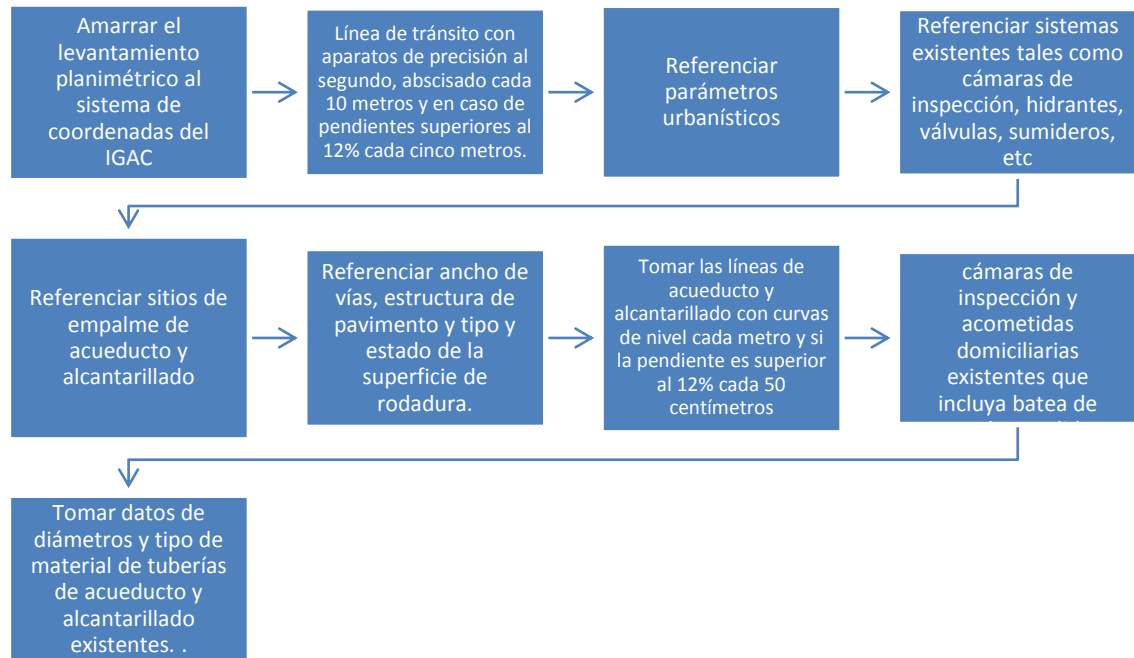 Amarrar el
levantamiento
planimétrico al
sistema de
coordenadas del
IGAC
Línea de tránsito con
aparatos de precisión al
segundo, abscisado cada
10 metros y en caso de
pendientes superiores al
12% cada cinco metros.
Referenciar
parámetros
urbanísticos
Referenciar sistemas
existentes tales como
cámaras de
inspección, hidrantes,
válvulas, sumideros,
etc
Referenciar sitios de
empalme de
acueducto y
alcantarillado
Referenciar ancho de
vías, estructura de
pavimento y tipo y
estado de la
superficie de
rodadura.
Tomar las líneas de
acueducto y
alcantarillado con curvas
de nivel cada metro y si
la pendiente es superior
al 12% cada 50
centímetros
cámaras de
inspección y
acometidas
domiciliarias
existentes que
incluya batea de
Tomar datos de
diámetros y tipo de
material de tuberías
de acueducto y
alcantarillado
existentes. .